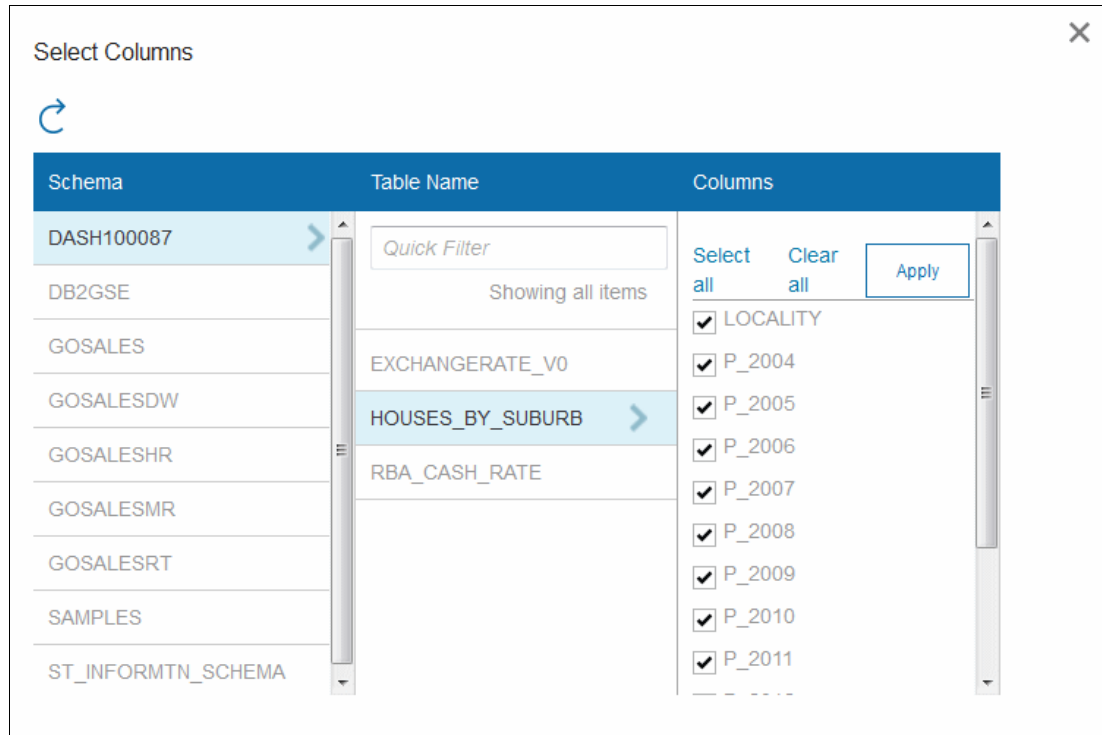 Select Columns
Schema
Table Name
Columns
DASH100087
DB2GSE
GOSALES
GOSALESDW
GOSALESHR
GOSALESMR
GOSALESRT
SAMPLES
ST_INFORMTN_SCHEMA
Quick Filter
Showing all items
EXCHANGERATE_V0
HOUSES_BY_SUBURB
RBA_CASH_RATE
Select all
Clear all
Apply
LOCALITY
P_2004
P_2005
P_2006
P_2007
P_2008
P_2009
P_2010
P_2011